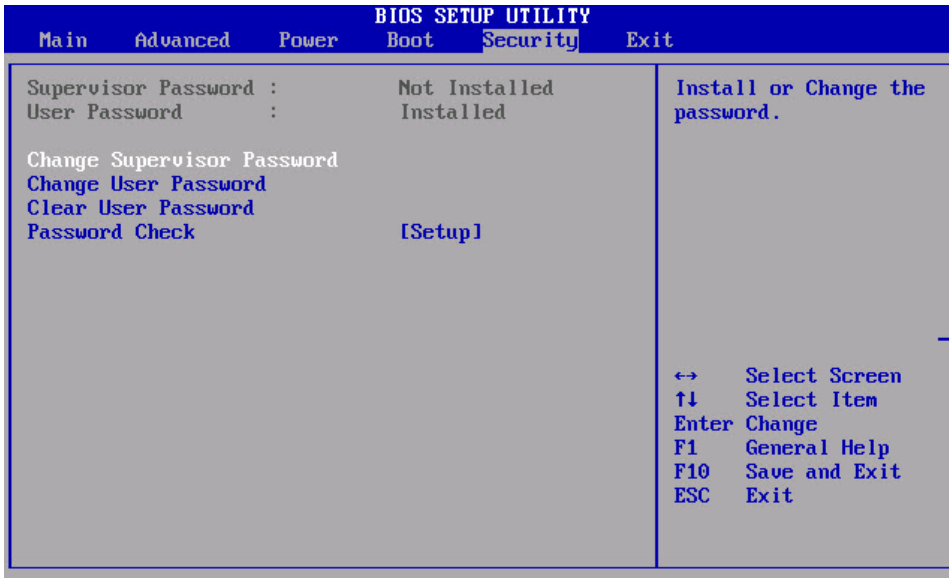 BIOS SETUP UTILITY
Main Advanced Power Boot Security Exit
Supervisor Password : Not Installed
User Password : Installed
Change Supervisor Password
Change User Password
Clear User Password
Password Check [Setup]
Install or Change the
password.
←→ Select Screen
↑↓ Select Item
Enter Change
F1 General Help
F10 Save and Exit
ESC Exit